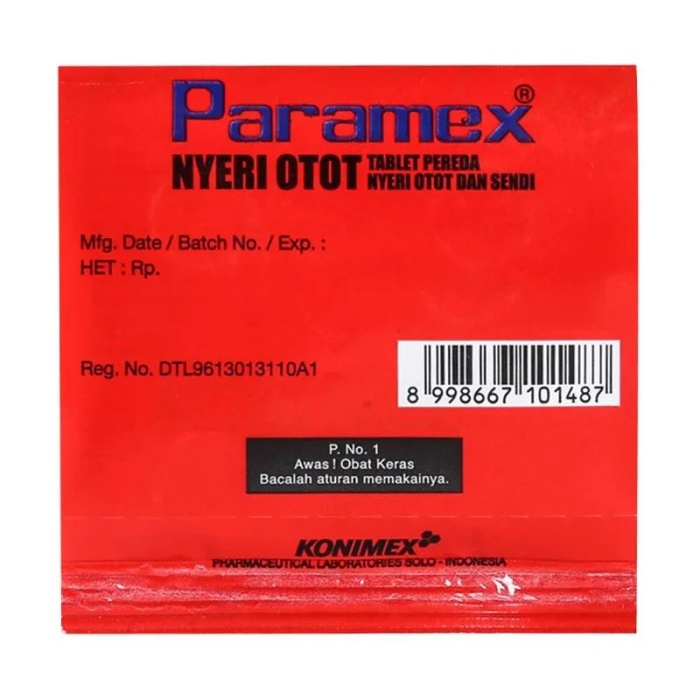 Paramex®
NYERI OTOT TABLET PEREDA
NYERI OTOT DAN SENDI
Mfg. Date / Batch No. / Exp. :
HET : Rp.
Reg. No. DTL9613013110A1
8 998667 101487
P. No. 1
Awas ! Obat Keras
Bacalah aturan memakainya.
KONIMEX
PHARMACEUTICAL LABORATORIES SOLO - INDONESIA